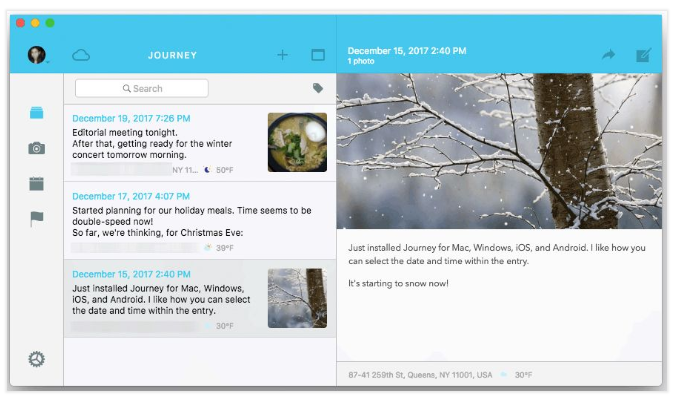 JOURNEY
December 15, 2017 2:40 PM
1 photo
Search
December 19, 2017 7:26 PM
Editorial meeting tonight.
After that, getting ready for the winter
concert tomorrow morning.
NY 11... 50°F
December 17, 2017 4:07 PM
Started planning for our holiday meals. Time seems to be
double-speed now!
So far, we're thinking, for Christmas Eve:
39°F
December 15, 2017 2:40 PM
Just installed Journey for Mac, Windows,
iOS, and Android. I like how you can select
the date and time within the entry.
30°F
Just installed Journey for Mac, Windows, iOS, and Android. I like how you
can select the date and time within the entry.
It's starting to snow now!
87-41 259th St, Queens, NY 11001, USA 30°F